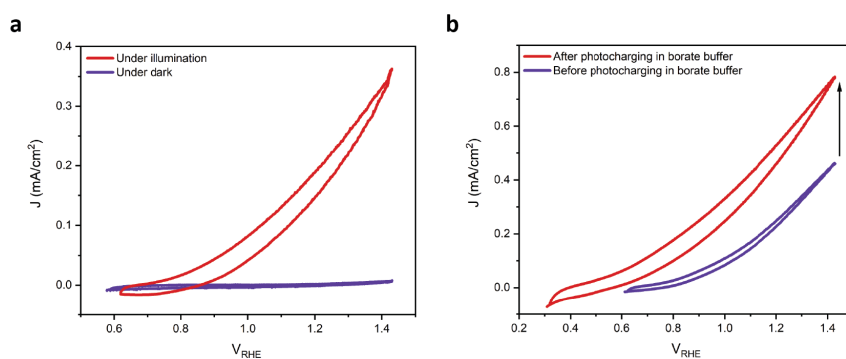 a
Under illumination
Under dark
J (mA/cm²)
0.4
0.3
0.2
0.1
0.0
0.6
0.8
1.0
1.2
1.4
V_RHE
b
After photocharging in borate buffer
Before photocharging in borate buffer
J (mA/cm²)
0.8
0.6
0.4
0.2
0.0
0.2
0.4
0.6
0.8
1.0
1.2
1.4
V_RHE